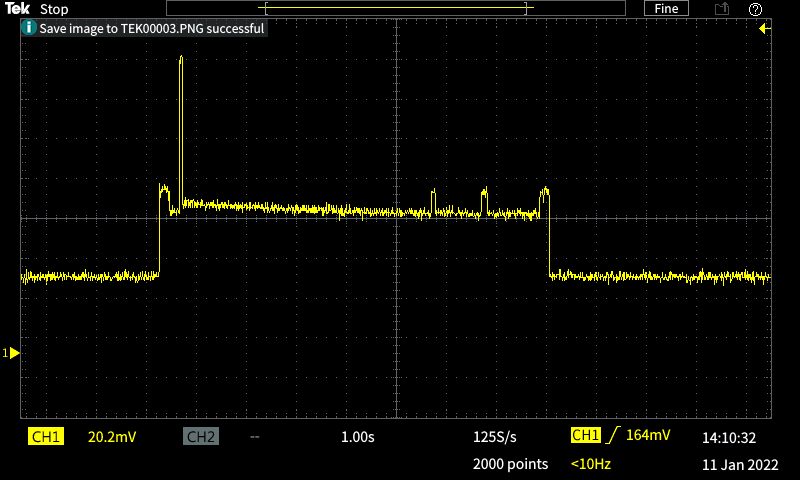 Tek Stop Fine
i Save image to TEK00003.PNG successful
1
CH1 20.2mV CH2 -- 1.00s 125S/s CH1 164mV 14:10:32
2000 points <10Hz 11 Jan 2022